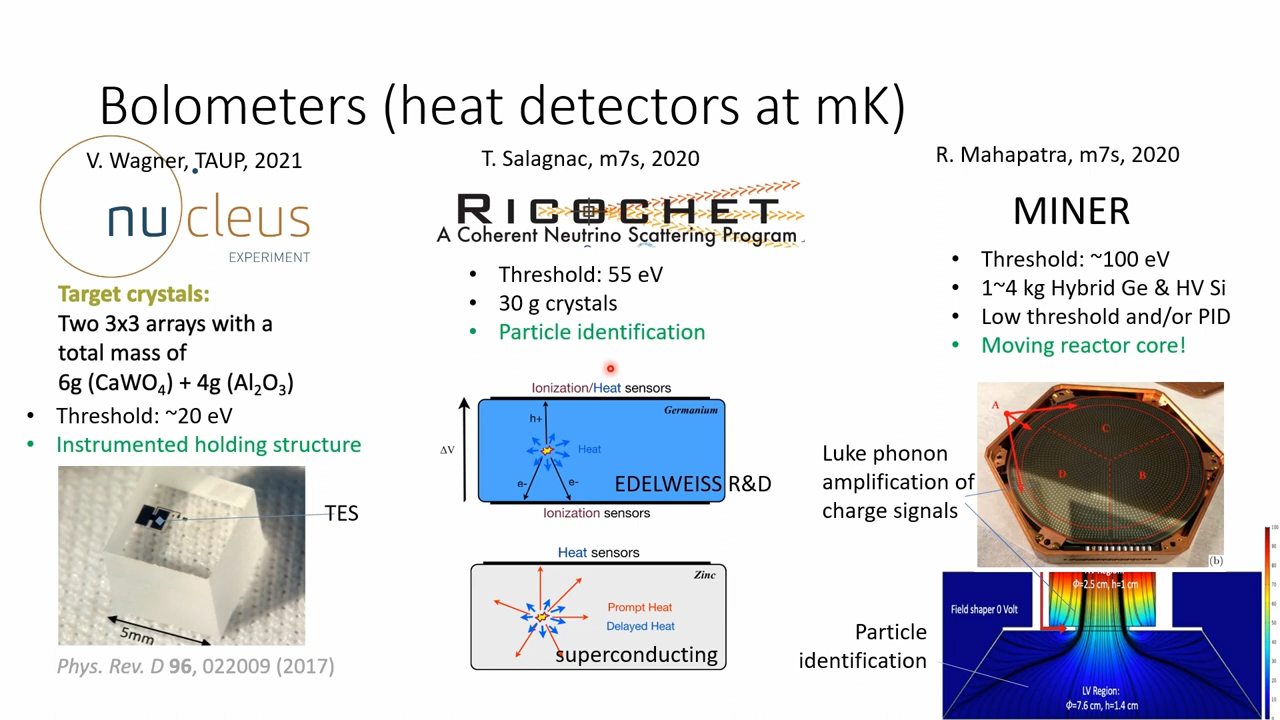 Bolometers (heat detectors at mK)
V. Wagner, TAUP, 2021
nucleus
EXPERIMENT
Target crystals:
Two 3x3 arrays with a
total mass of
6g (CaWO₄) + 4g (Al₂O₃)
• Threshold: ~20 eV
• Instrumented holding structure
TES
5mm
Phys. Rev. D 96, 022009 (2017)
T. Salagnac, m7s, 2020
RICOCHET
A Coherent Neutrino Scattering Program
• Threshold: 55 eV
• 30 g crystals
• Particle identification
Ionization/Heat sensors
Germanium
h+
ΔV
Heat
e-
e-
EDELWEISS R&D
Ionization sensors
Heat sensors
Zinc
Prompt Heat
Delayed Heat
superconducting
R. Mahapatra, m7s, 2020
MINER
• Threshold: ~100 eV
• 1~4 kg Hybrid Ge & HV Si
• Low threshold and/or PID
• Moving reactor core!
A
C
D
B
(b)
Luke phonon
amplification of
charge signals
Φ=2.5 cm, h=1 cm
Field shaper 0 Volt
Particle
identification
LV Region:
Φ=7.6 cm, h=1.4 cm